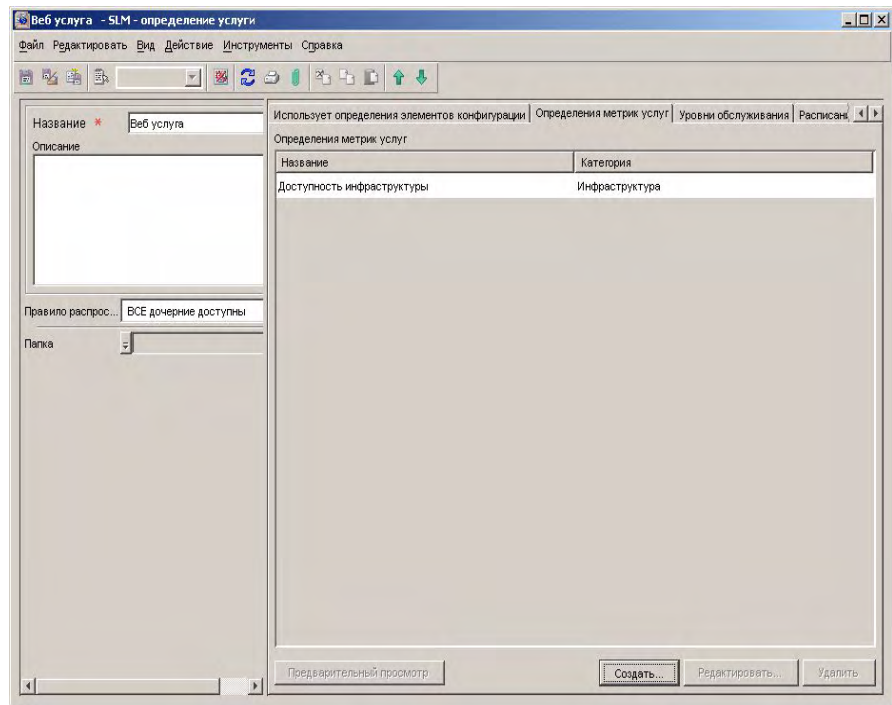 Веб услуга - SLM - определение услуги
Файл Редактировать Вид Действие Инструменты Справка
Название * Веб услуга
Описание
Правило распрос... ВСЕ дочерние доступны
Папка
Использует определения элементов конфигурации Определения метрик услуг Уровни обслуживания Расписан
Определения метрик услуг
Название Категория
Доступность инфраструктуры Инфраструктура
Предварительный просмотр Создать... Редактировать... Удалить